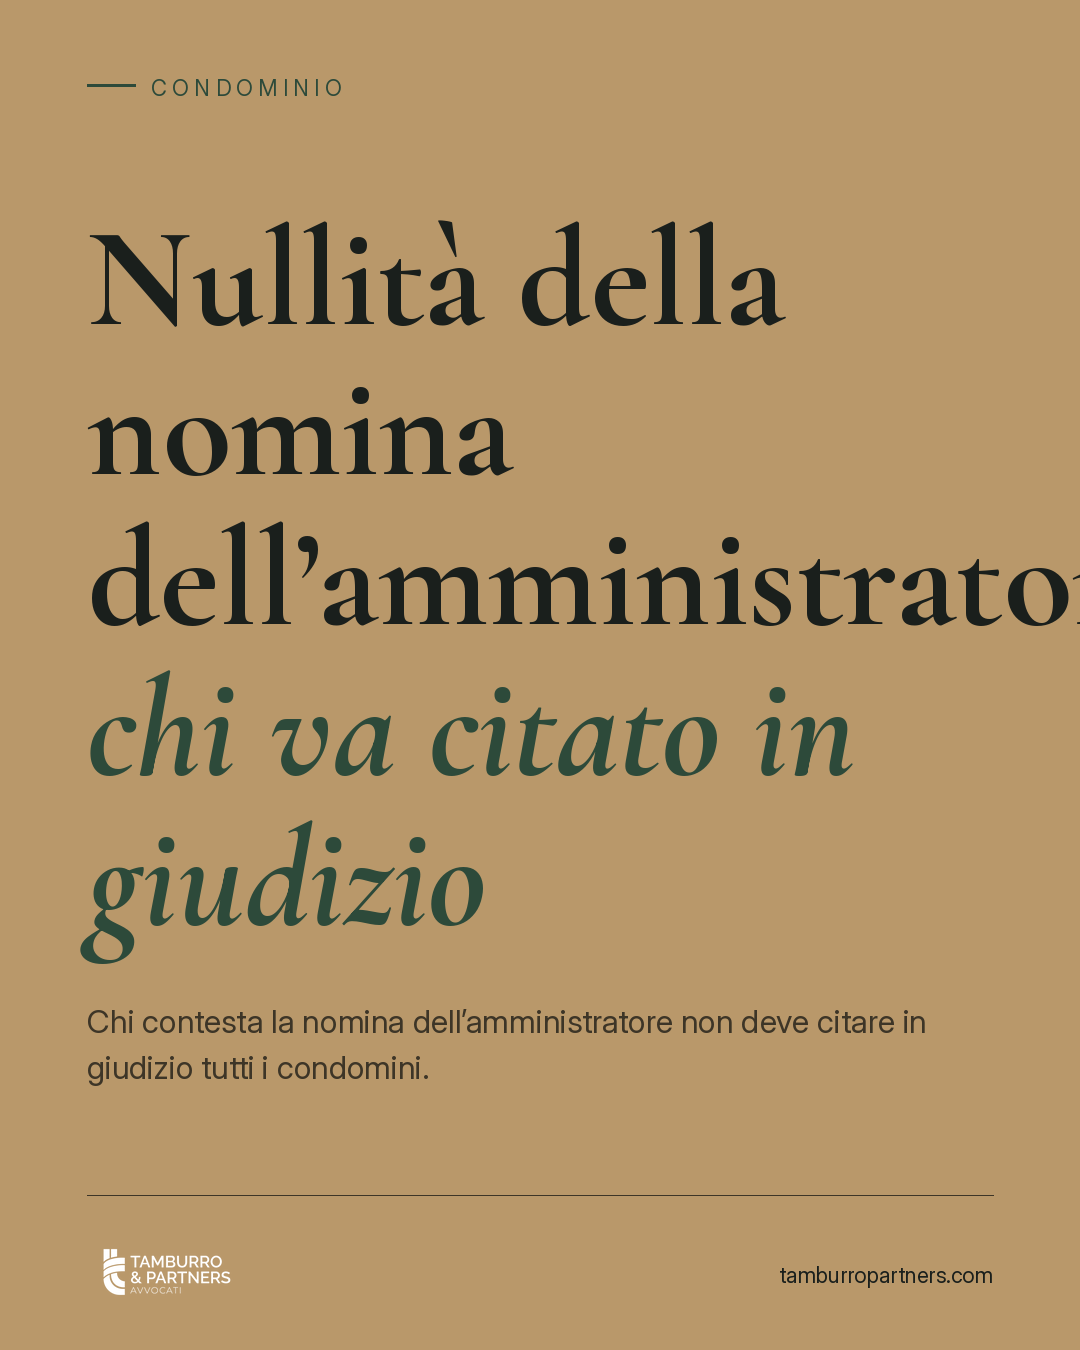 CONDOMINIO
Nullità della
nomina
dell’amministrator
chi va citato in
giudizio
Chi contesta la nomina dell’amministratore non deve citare in
giudizio tutti i condomini.
TAMBURRO
& PARTNERS
AVVOCATI
tamburropartners.com